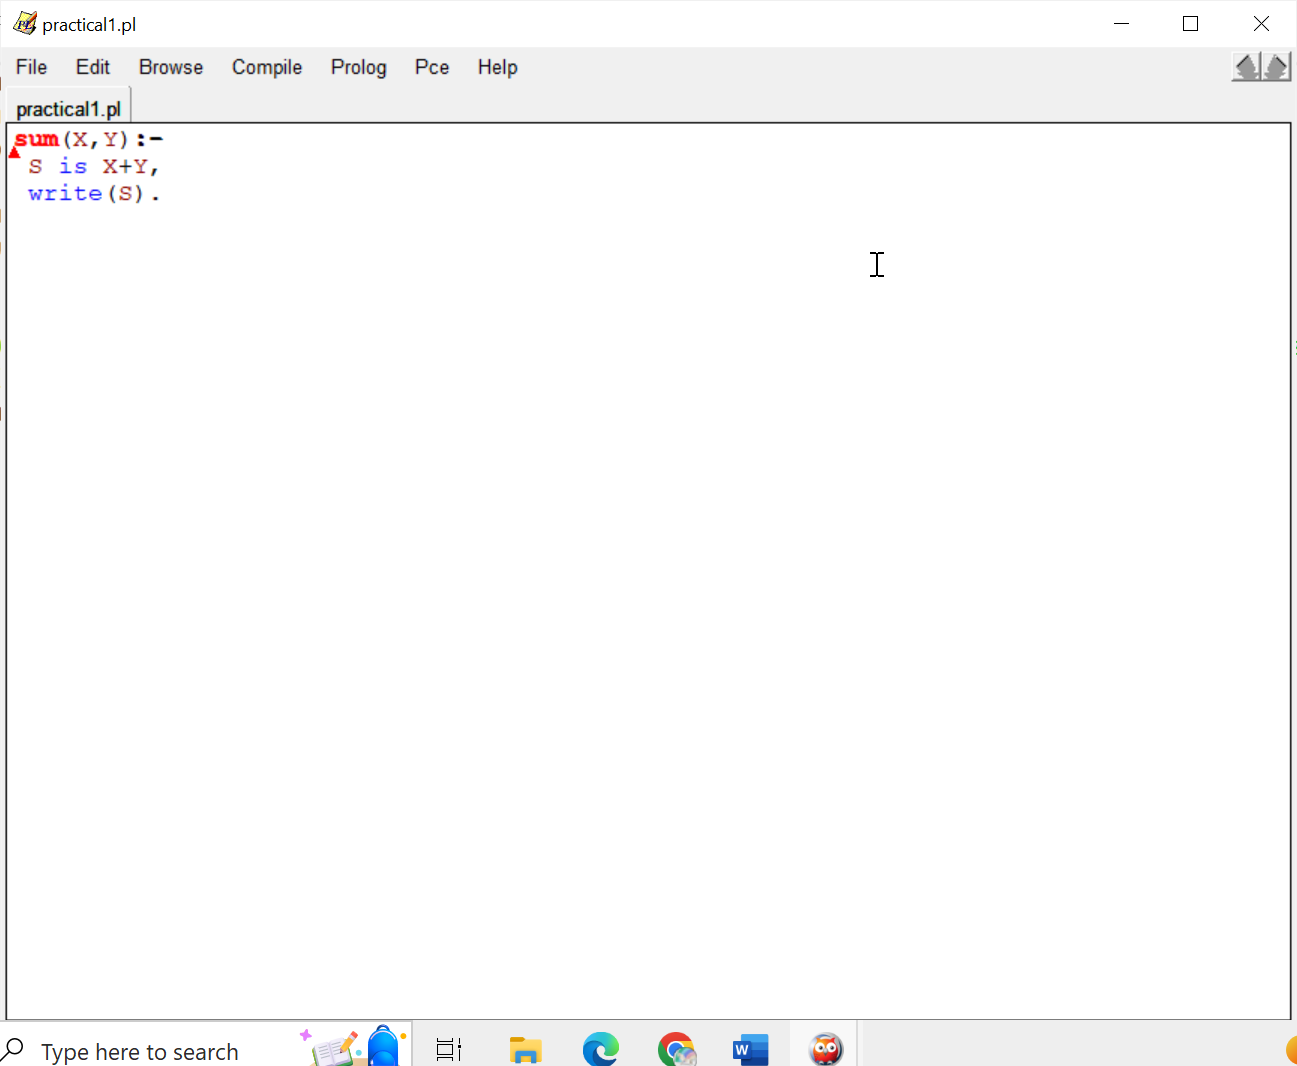 practical1.pl
File Edit Browse Compile Prolog Pce Help
practical1.pl
sum(X,Y):-
S is X+Y,
write(S).
Type here to search